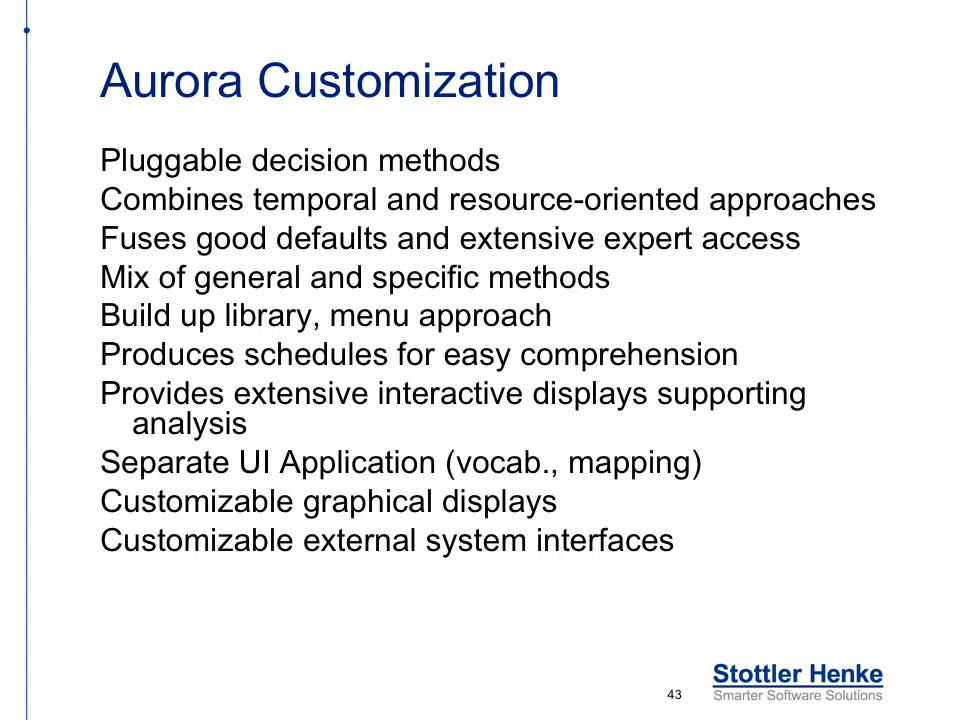 Aurora Customization
Pluggable decision methods
Combines temporal and resource-oriented approaches
Fuses good defaults and extensive expert access
Mix of general and specific methods
Build up library, menu approach
Produces schedules for easy comprehension
Provides extensive interactive displays supporting
analysis
Separate UI Application (vocab., mapping)
Customizable graphical displays
Customizable external system interfaces
43
Stottler Henke
Smarter Software Solutions